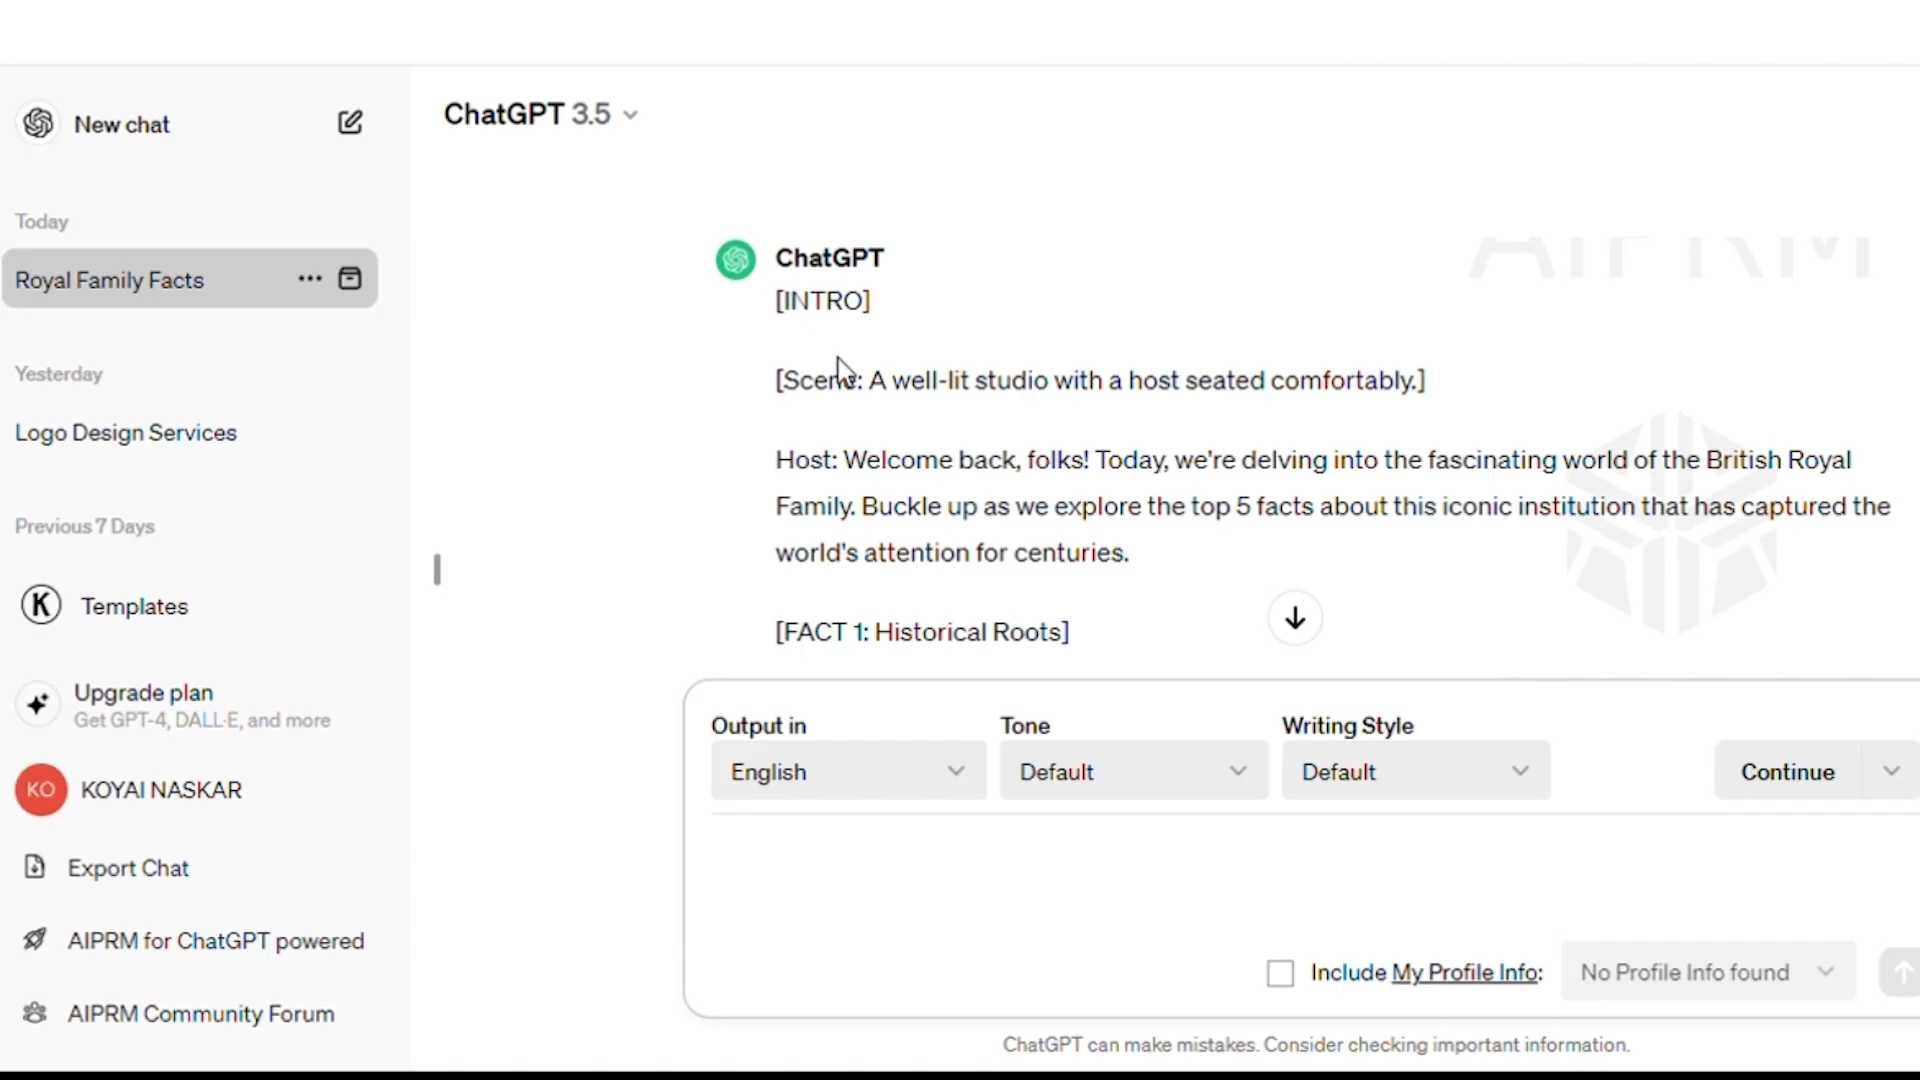 New chat
Today
Royal Family Facts
Yesterday
Logo Design Services
Previous 7 Days
K Templates
Upgrade plan
Get GPT-4, DALL·E, and more
KO KOYAI NASKAR
Export Chat
AIPRM for ChatGPT powered
AIPRM Community Forum
ChatGPT 3.5
AIPRM
ChatGPT
[INTRO]
[Scene: A well-lit studio with a host seated comfortably.]
Host: Welcome back, folks! Today, we're delving into the fascinating world of the British Royal
Family. Buckle up as we explore the top 5 facts about this iconic institution that has captured the
world's attention for centuries.
[FACT 1: Historical Roots]
Output in Tone Writing Style
English Default Default Continue
Include My Profile Info: No Profile Info found
ChatGPT can make mistakes. Consider checking important information.